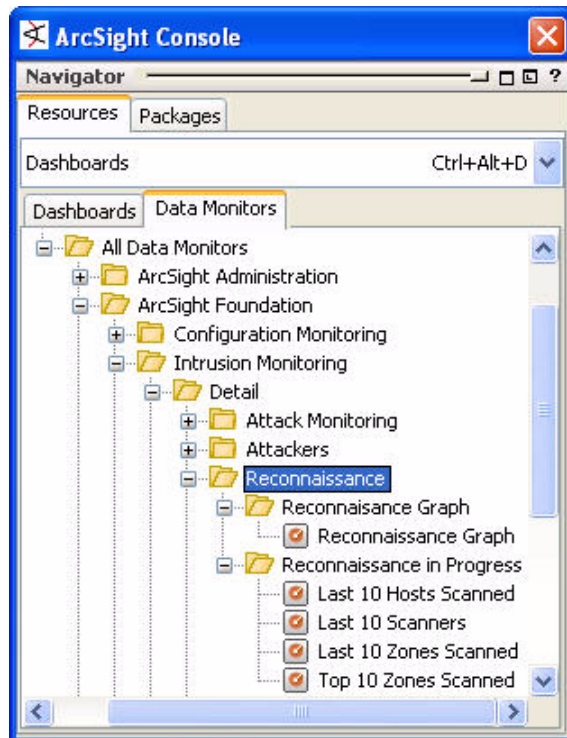 ArcSight Console
Navigator ?
Resources Packages
Dashboards Ctrl+Alt+D
Dashboards Data Monitors
All Data Monitors
ArcSight Administration
ArcSight Foundation
Configuration Monitoring
Intrusion Monitoring
Detail
Attack Monitoring
Attackers
Reconnaissance
Reconnaisance Graph
Reconnaissance Graph
Reconnaissance in Progress
Last 10 Hosts Scanned
Last 10 Scanners
Last 10 Zones Scanned
Top 10 Zones Scanned